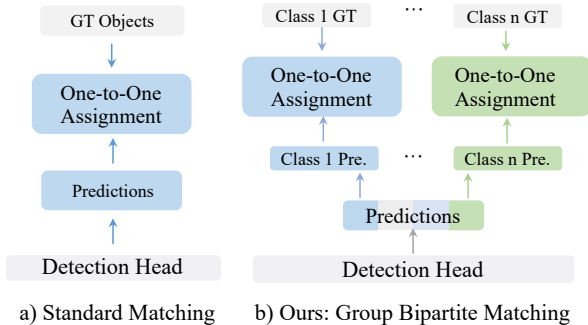 GT Objects
One-to-One
Assignment
Predictions
Detection Head
a) Standard Matching
Class 1 GT
...
Class n GT
One-to-One
Assignment
One-to-One
Assignment
Class 1 Pre.
...
Class n Pre.
Predictions
Detection Head
b) Ours: Group Bipartite Matching